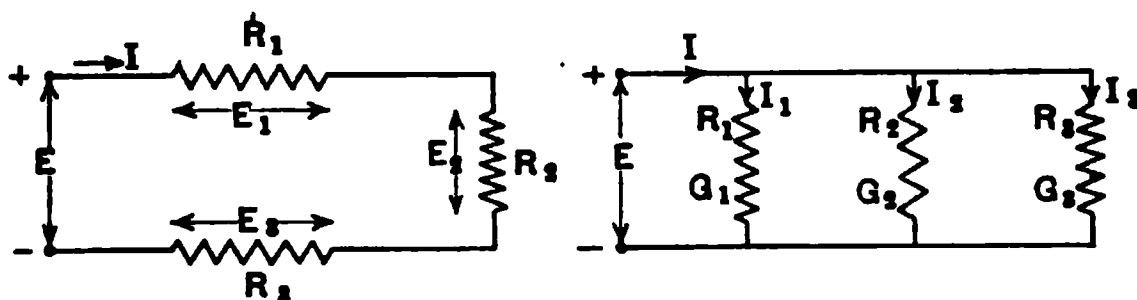 R₁
+ I
E₁
E E₂ R₂
E₃
-
R₃
I
+
I₁ I₂ I₃
R₁ R₂ R₃
E
G₁ G₂ G₃
-